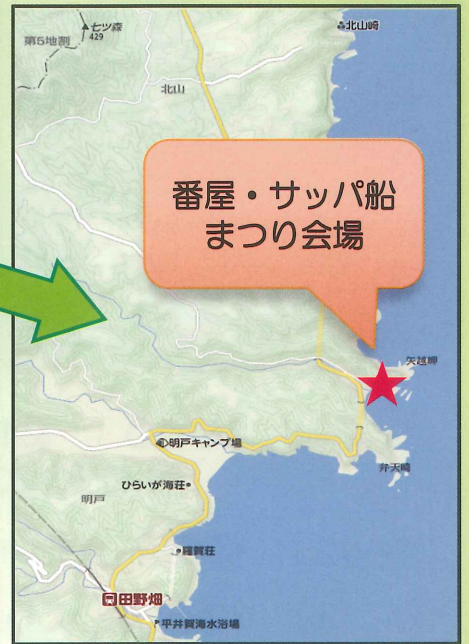 七ツ森
429
第5地割
北山崎
北山
番屋・サッパ船
まつり会場
矢越岬
明戸キャンプ場
弁天崎
ひらいが海荘
明戸
羅賀荘
田野畑
平井賀海水浴場